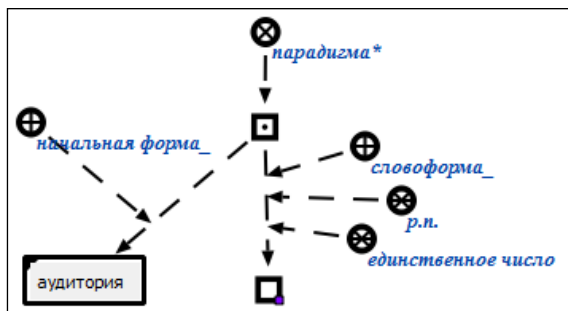 парадигма*
начальная форма_
словоформа_
р.п.
единственное число
аудитория